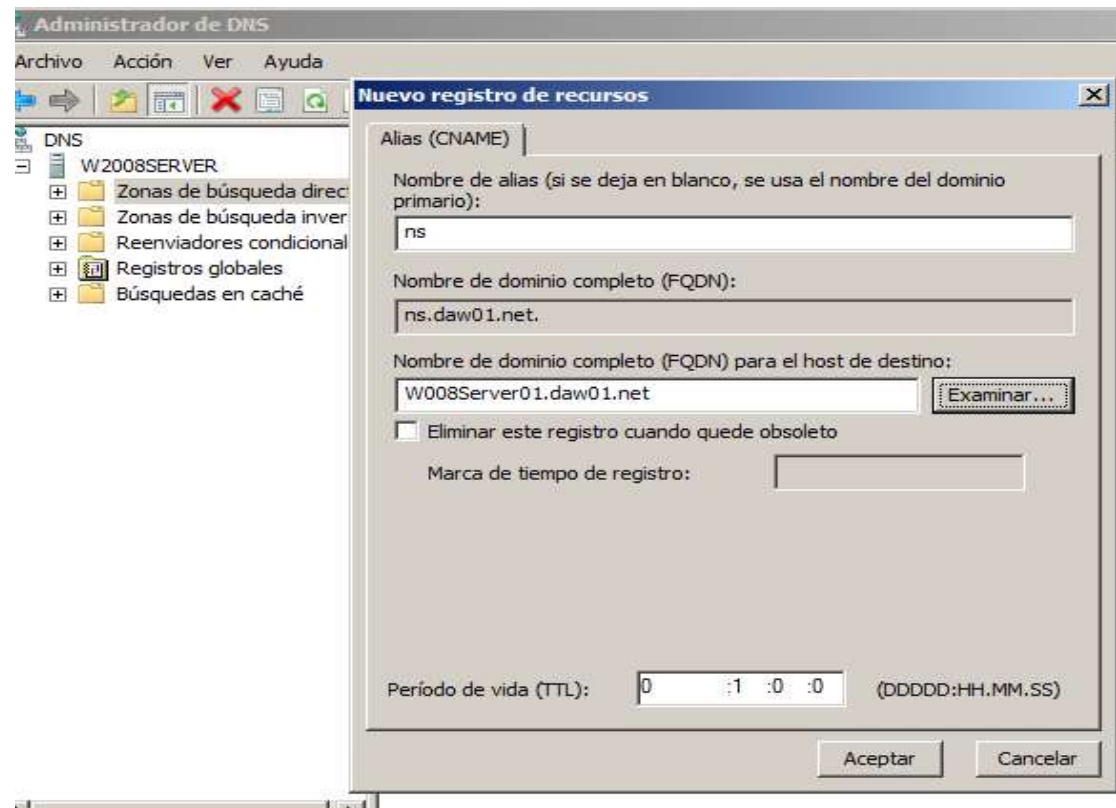 Administrador de DNS
Archivo Acción Ver Ayuda
DNS
W2008SERVER
Zonas de búsqueda direc
Zonas de búsqueda inver
Reenviadores condicional
Registros globales
Búsquedas en caché
Nuevo registro de recursos
Alias (CNAME)
Nombre de alias (si se deja en blanco, se usa el nombre del dominio
primario):
ns
Nombre de dominio completo (FQDN):
ns.daw01.net.
Nombre de dominio completo (FQDN) para el host de destino:
W008Server01.daw01.net
Examinar...
Eliminar este registro cuando quede obsoleto
Marca de tiempo de registro:
Período de vida (TTL): 0 :1 :0 :0 (DDDDD:HH.MM.SS)
Aceptar Cancelar